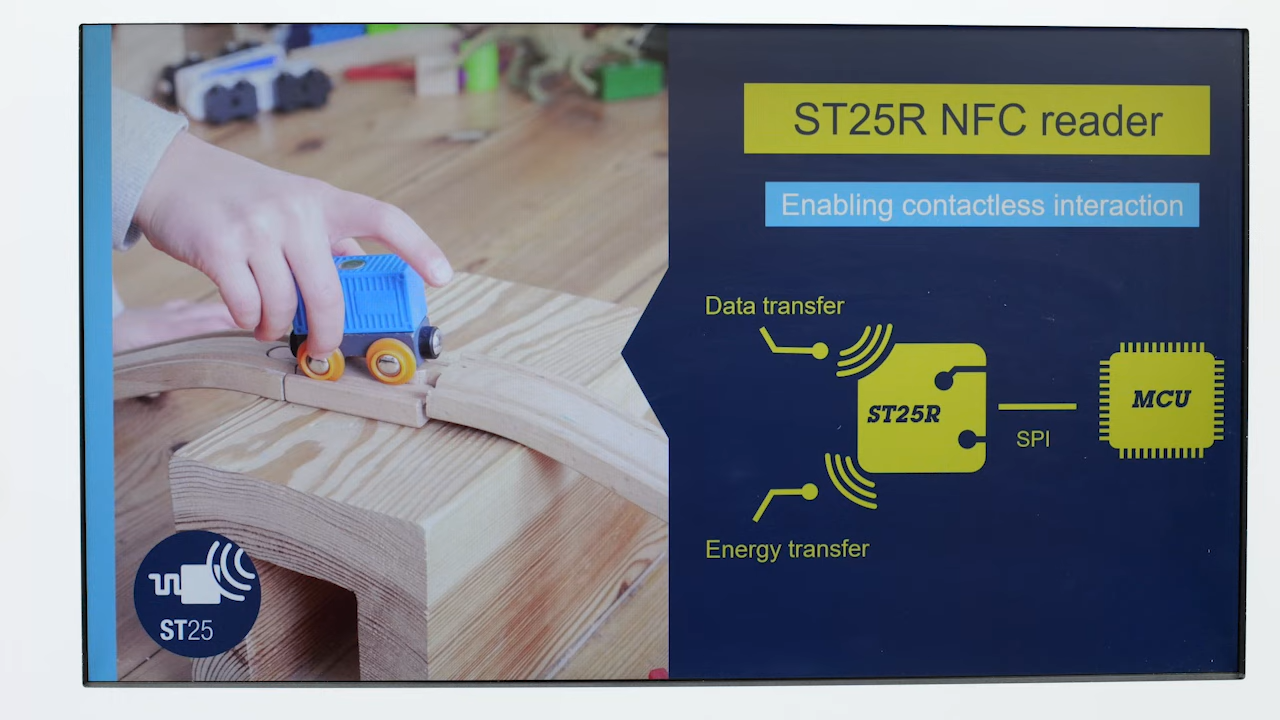 ST25R NFC reader
Enabling contactless interaction
Data transfer
ST25R
SPI
MCU
Energy transfer
ST25